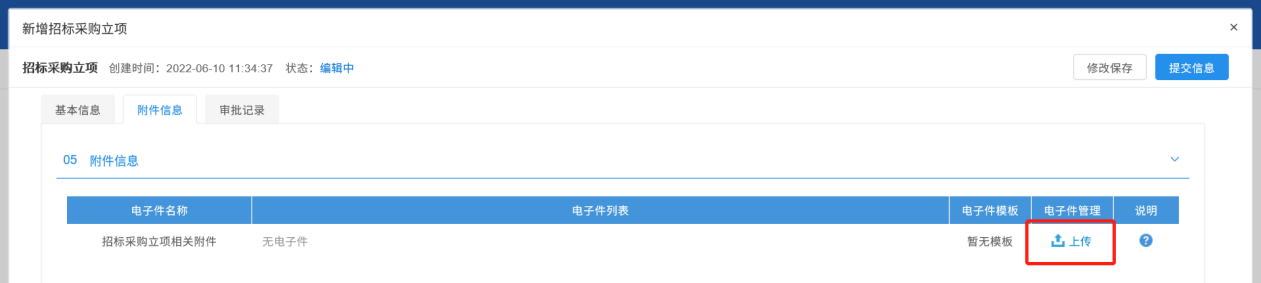 新增招标采购立项 ×
招标采购立项 创建时间：2022-06-10 11:34:37 状态：编辑中 修改保存 提交信息
基本信息 附件信息 审批记录
05 附件信息
电子件名称 电子件列表 电子件模板 电子件管理 说明
招标采购立项相关附件 无电子件 暂无模板 上传 ?